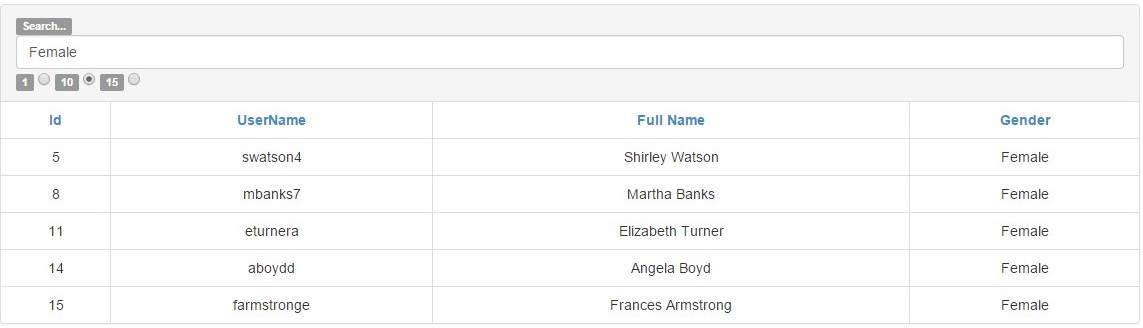 Search...
Female
1 10 15
Id UserName Full Name Gender
5 swatson4 Shirley Watson Female
8 mbanks7 Martha Banks Female
11 eturnera Elizabeth Turner Female
14 aboydd Angela Boyd Female
15 farmstronge Frances Armstrong Female